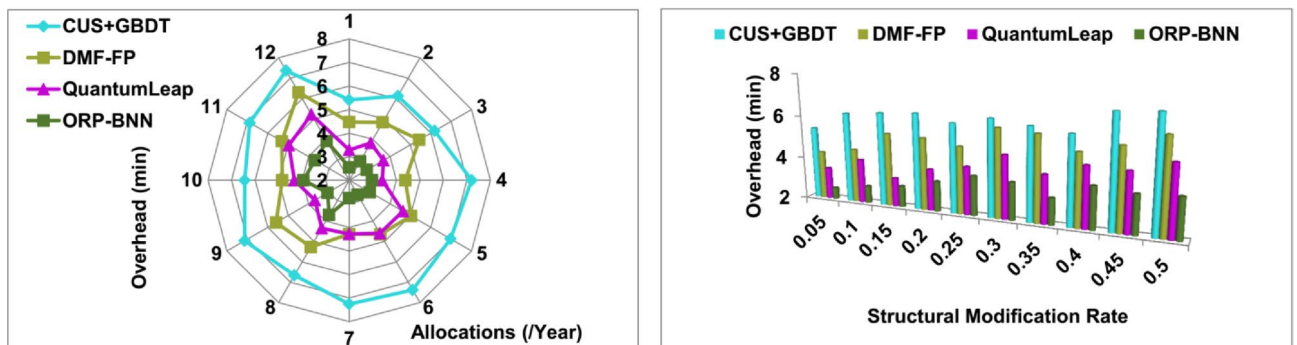 CUS+GBDT
DMF-FP
QuantumLeap
ORP-BNN
1
2
3
4
5
6
7
8
9
10
11
12
8
7
6
5
4
3
2
Overhead (min)
Allocations (/Year)
CUS+GBDT DMF-FP QuantumLeap ORP-BNN
8
6
4
2
Overhead (min)
0.05 0.1 0.15 0.2 0.25 0.3 0.35 0.4 0.45 0.5
Structural Modification Rate